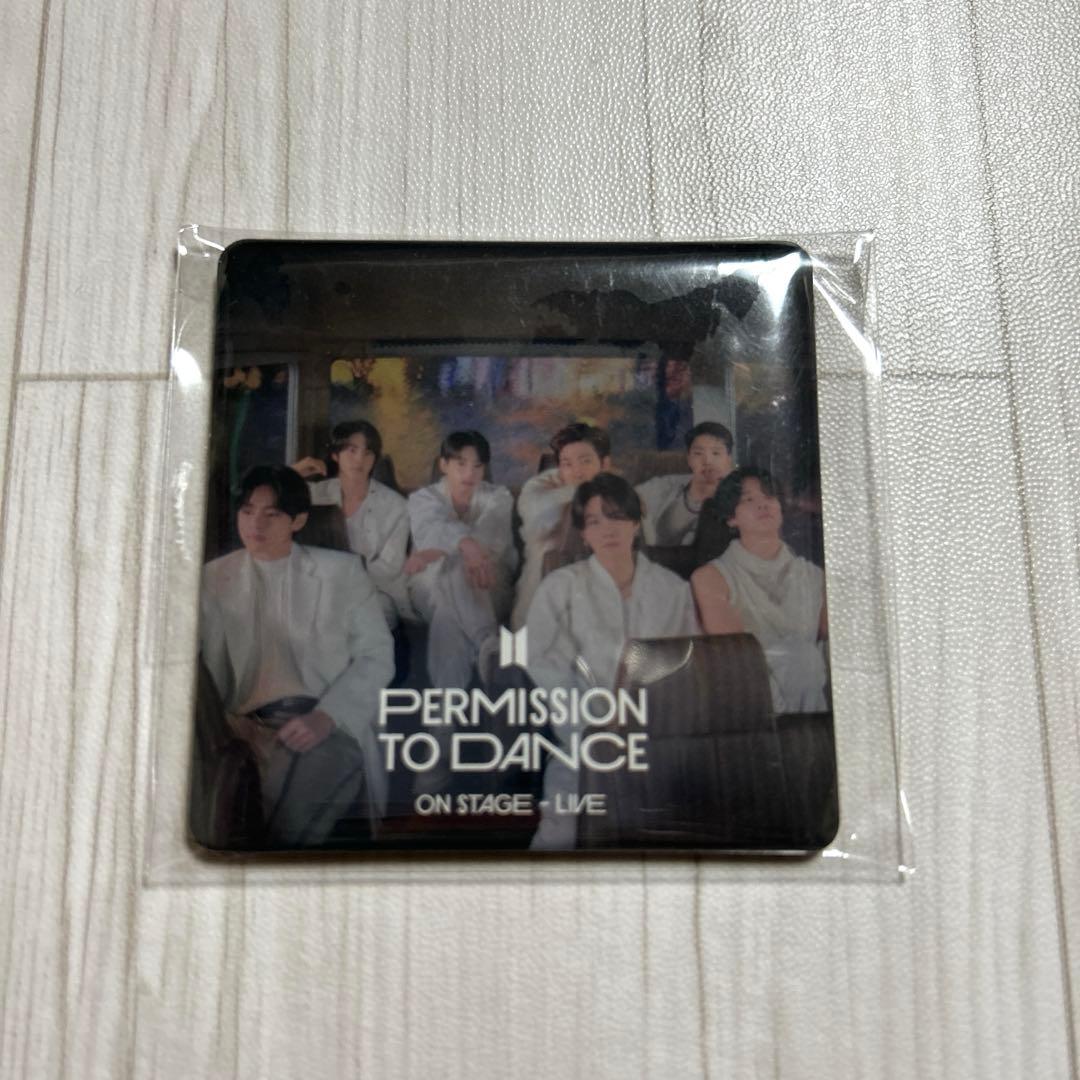 PERMISSION
TO DANCE
ON STAGE - LIVE